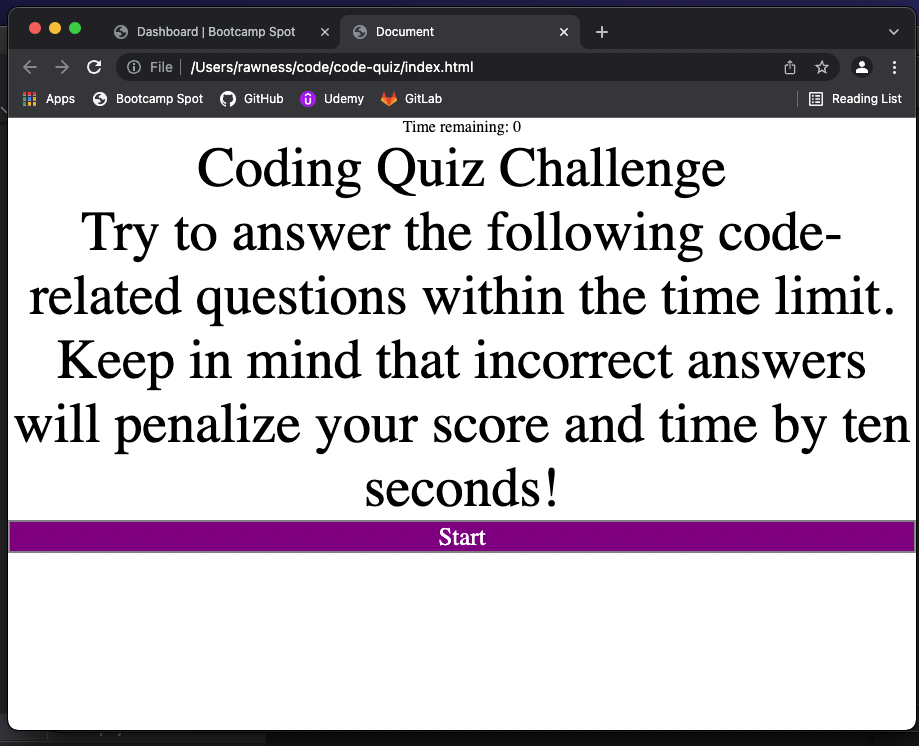 Dashboard | Bootcamp Spot
Document
File
/Users/rawness/code/code-quiz/index.html
Apps
Bootcamp Spot
GitHub
Udemy
GitLab
Reading List
Time remaining: 0
Coding Quiz Challenge
Try to answer the following code-
related questions within the time limit.
Keep in mind that incorrect answers
will penalize your score and time by ten
seconds!
Start